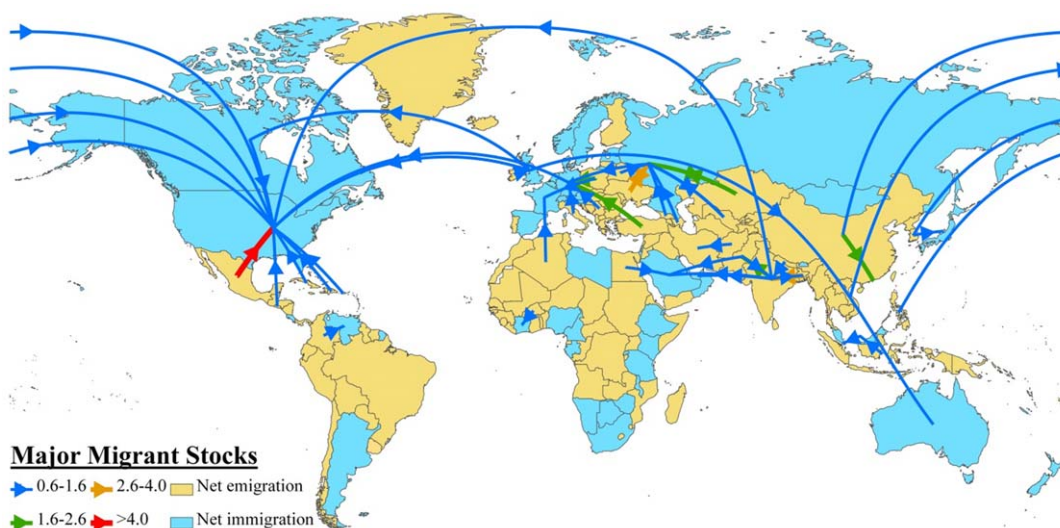 Major Migrant Stocks
0.6-1.6 2.6-4.0 Net emigration
1.6-2.6 >4.0 Net immigration